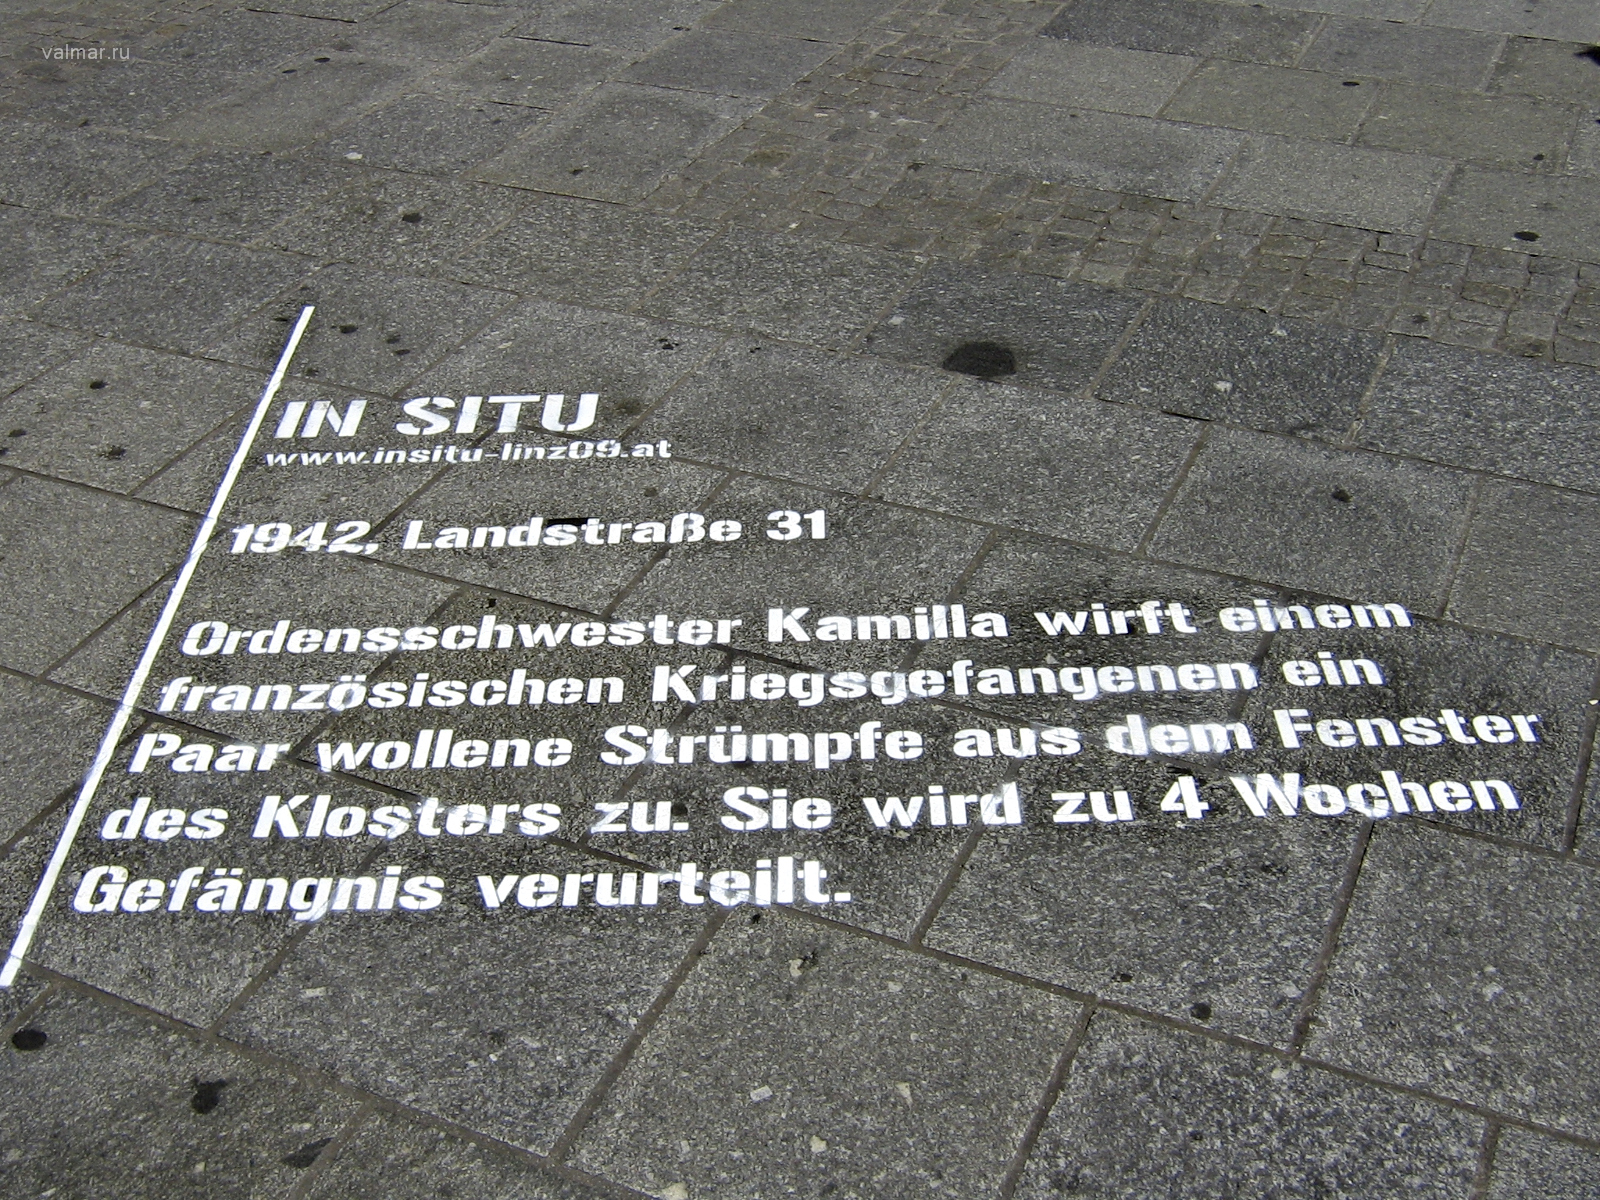 valmar.ru
IN SITU
www.insitu-linz09.at
1942, Landstraße 31
Ordensschwester Kamilla wirft einem
französischen Kriegsgefangenen ein
Paar wollene Strümpfe aus dem Fenster
des Klosters zu. Sie wird zu 4 Wochen
Gefängnis verurteilt.